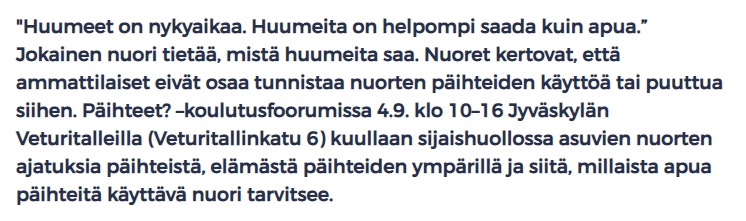 "Huumeet on nykyaikaa. Huumeita on helpompi saada kuin apua.”
Jokainen nuori tietää, mistä huumeita saa. Nuoret kertovat, että
ammattilaiset eivät osaa tunnistaa nuorten päihteiden käyttöä tai puuttua
siihen. Päihteet? –koulutusfoorumissa 4.9. klo 10–16 Jyväskylän
Veturitalleilla (Veturitallinkatu 6) kuullaan sijaishuollossa asuvien nuorten
ajatuksia päihteistä, elämästä päihteiden ympärillä ja siitä, millaista apua
päihteitä käyttävä nuori tarvitsee.